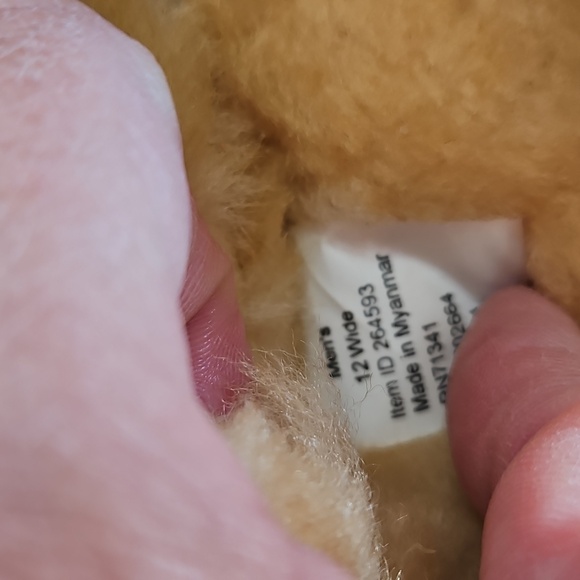 Men's
12 Wide
Item ID 264593
Made in Myanmar
RN71341